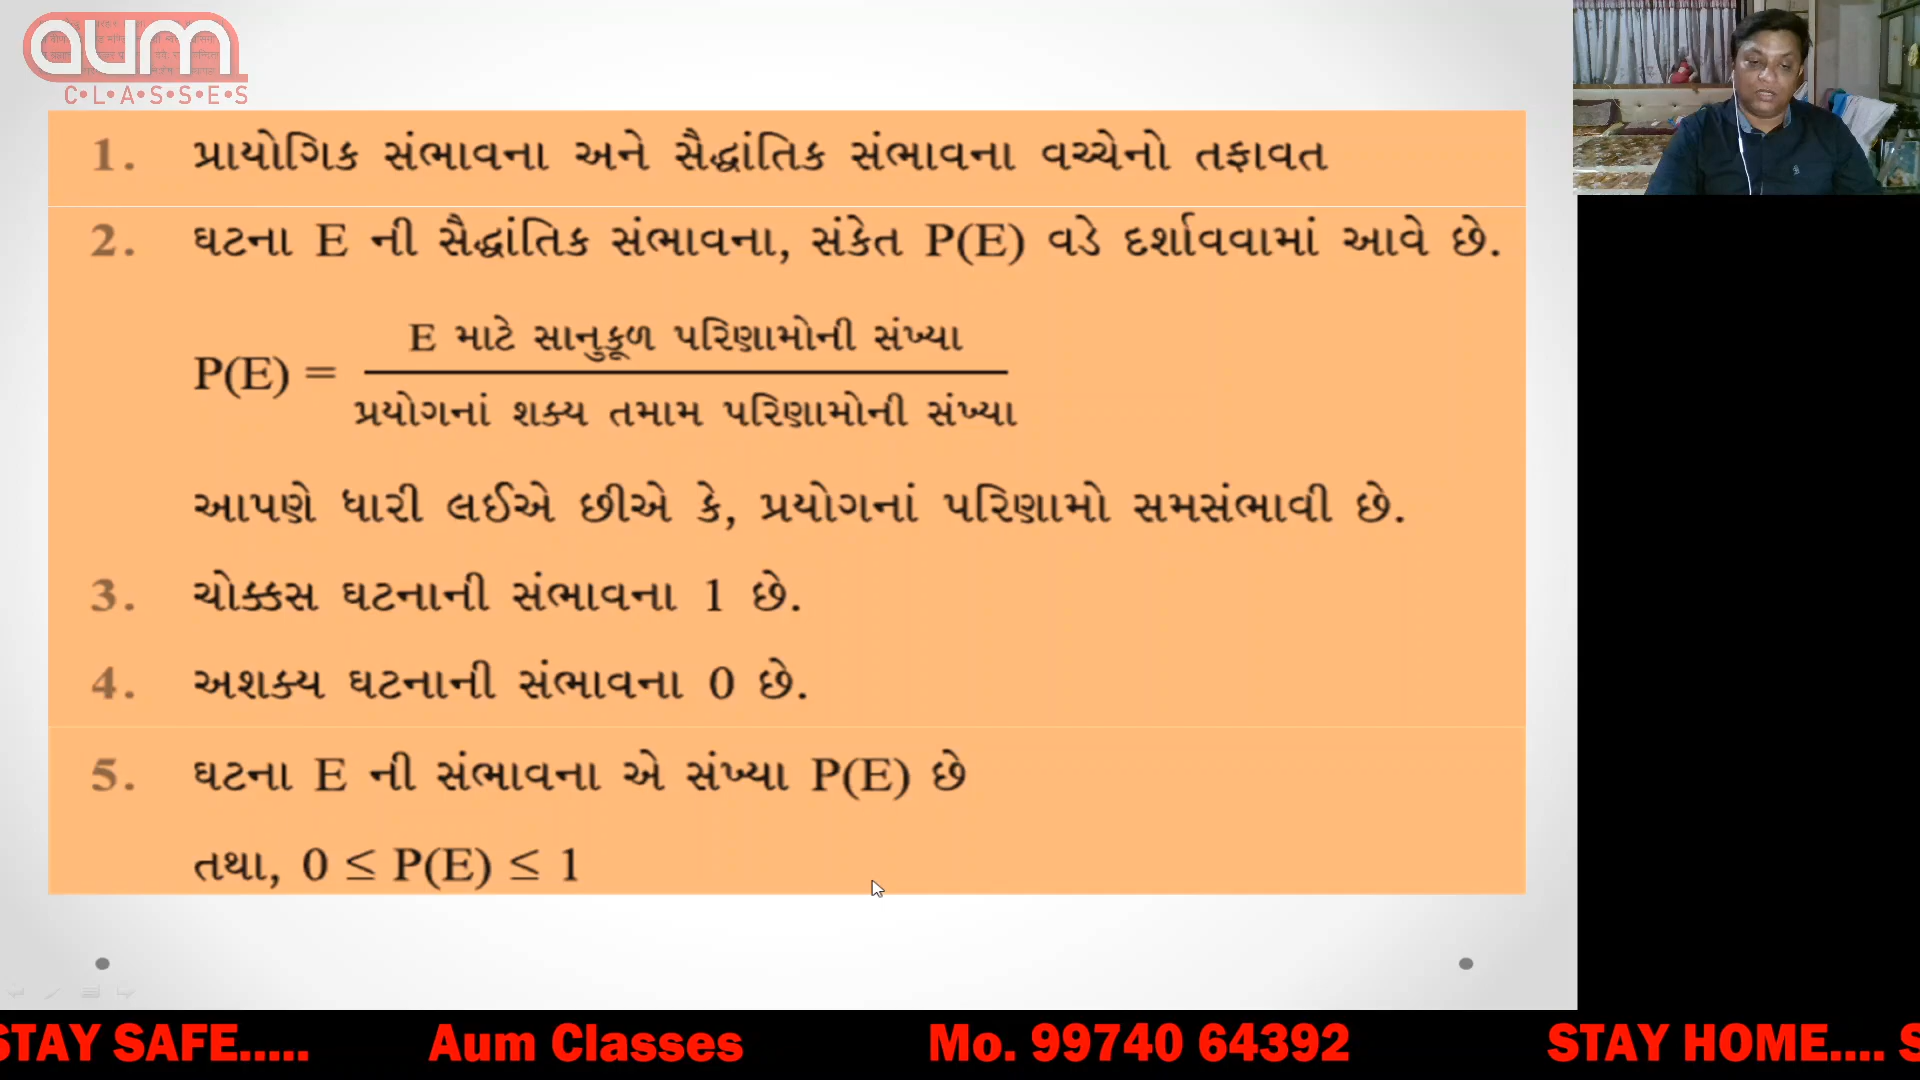 aum
C•L•A•S•S•E•S
1. પ્રાયોગિક સંભાવના અને સૈદ્ધાંતિક સંભાવના વચ્ચેનો તફાવત
2. ઘટના E ની સૈદ્ધાંતિક સંભાવના, સંકેત P(E) વડે દર્શાવવામાં આવે છે.
E માટે સાનુકૂળ પરિણામોની સંખ્યા
P(E) =
પ્રયોગનાં શક્ય તમામ પરિણામોની સંખ્યા
આપણે ધારી લઈએ છીએ કે, પ્રયોગનાં પરિણામો સમસંભાવી છે.
3. ચોક્કસ ઘટનાની સંભાવના 1 છે.
4. અશક્ય ઘટનાની સંભાવના 0 છે.
5. ઘટના E ની સંભાવના એ સંખ્યા P(E) છે
તથા, 0 ≤ P(E) ≤ 1
STAY SAFE..... Aum Classes Mo. 99740 64392 STAY HOME.... S